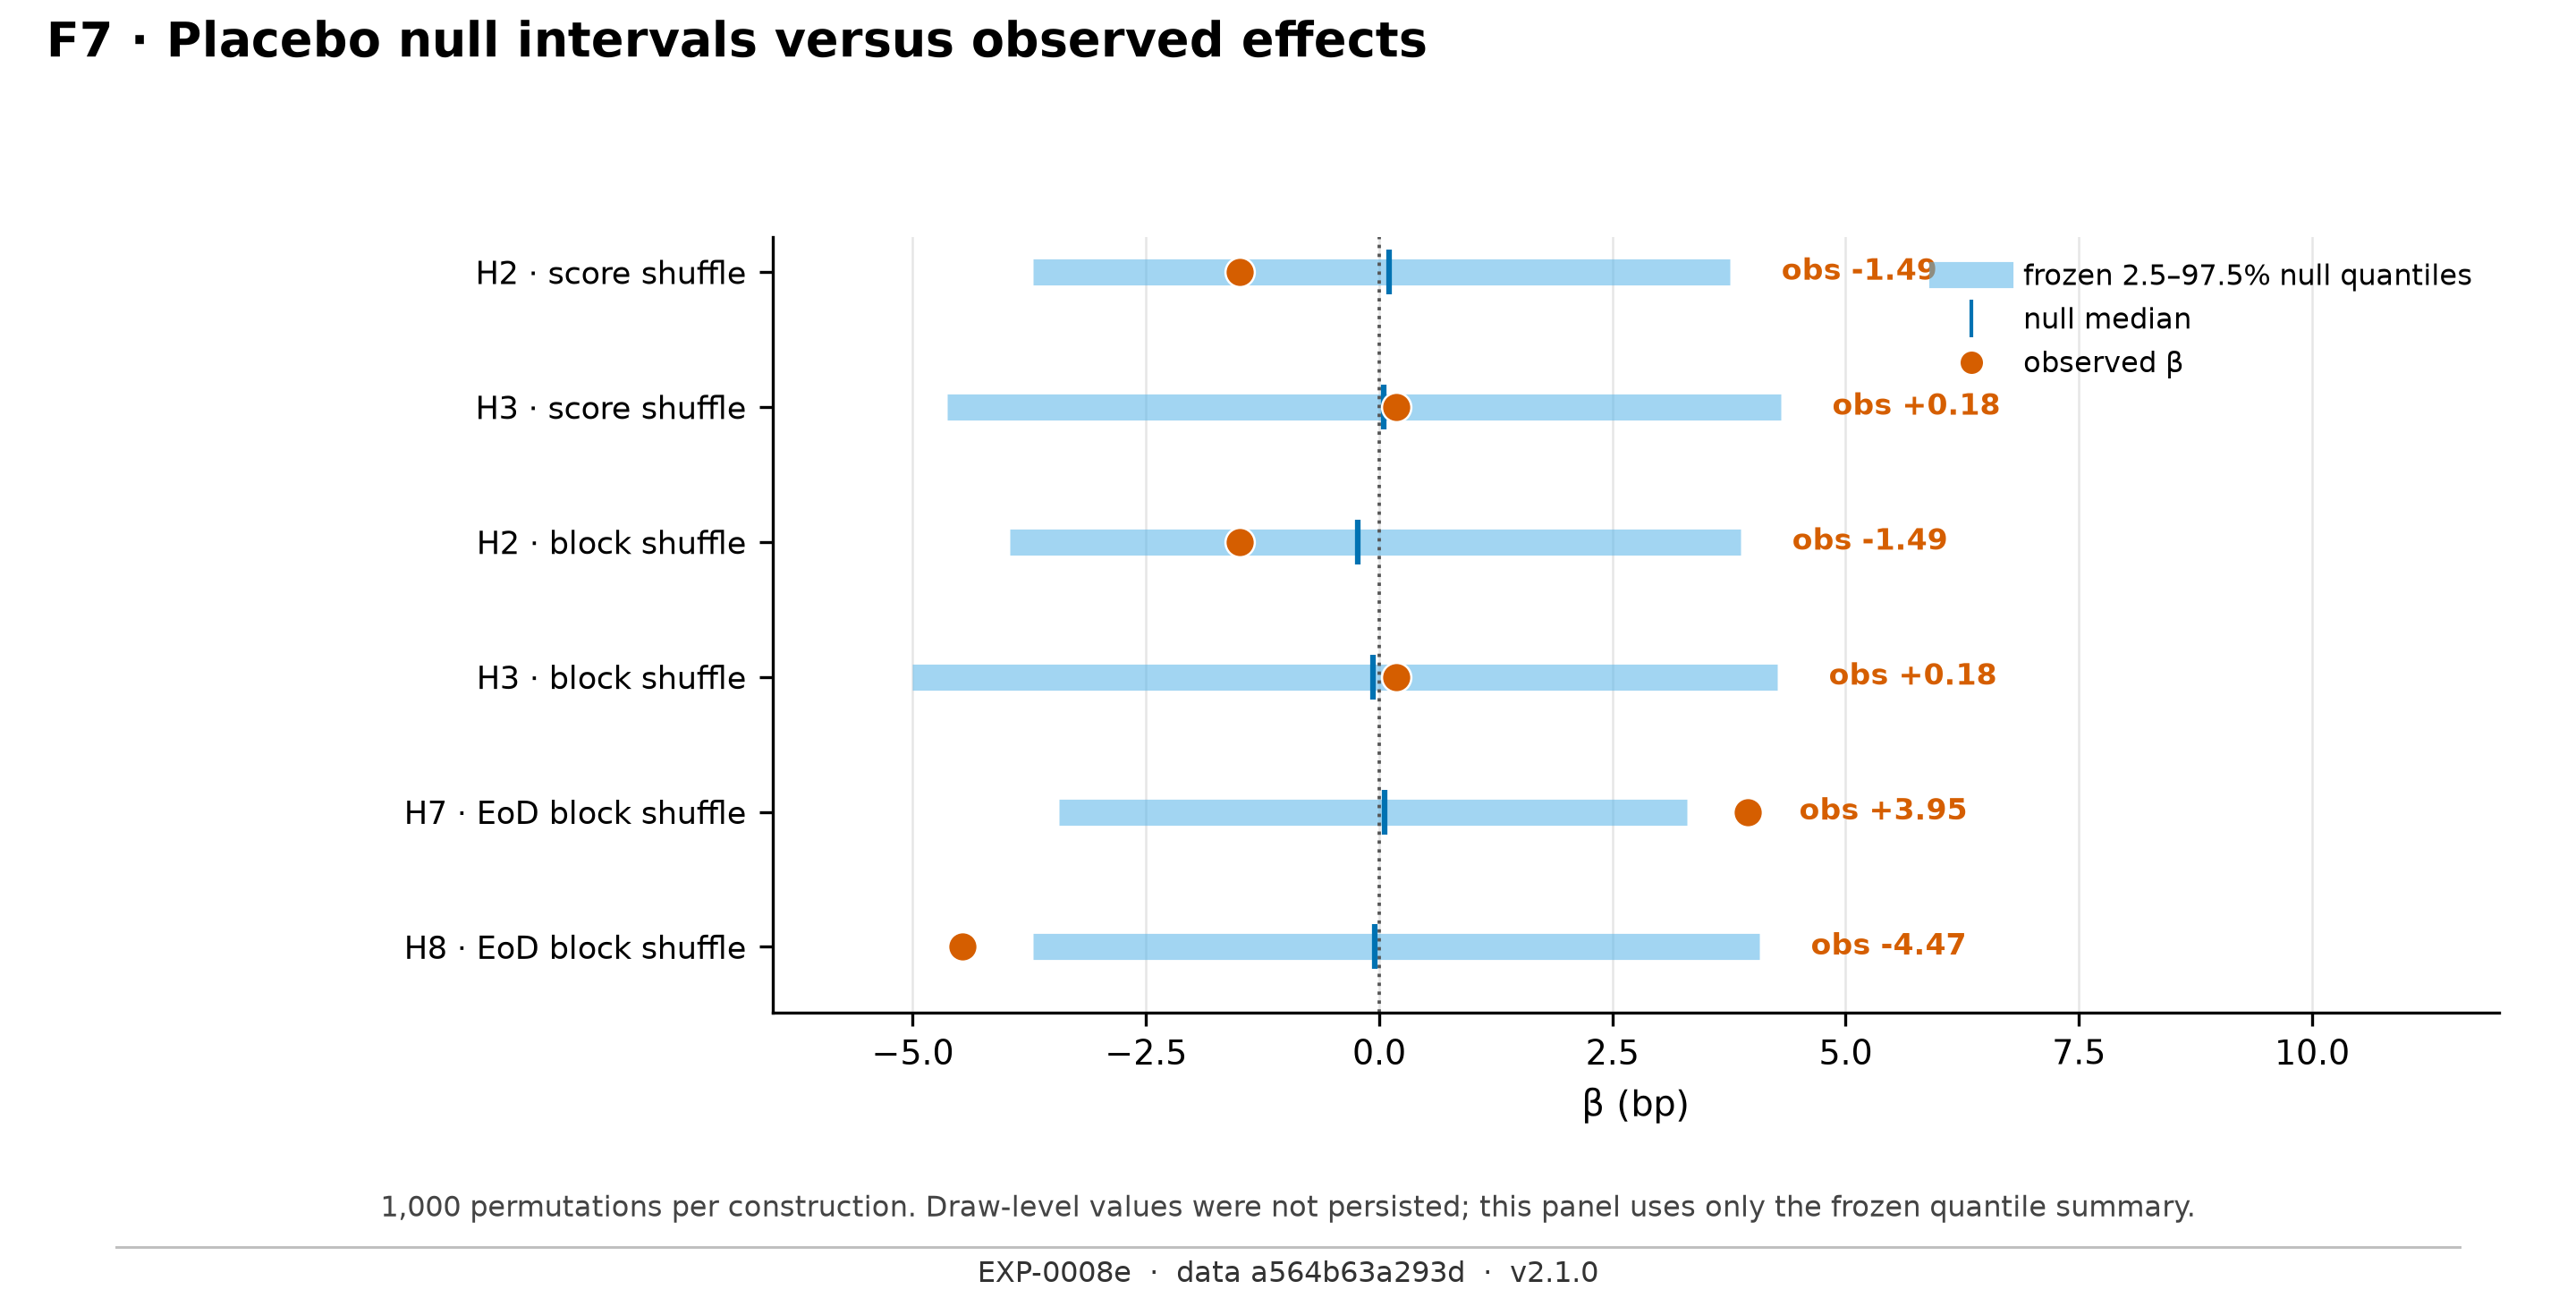 F7 · Placebo null intervals versus observed effects
H2 · score shuffle
obs -1.49
frozen 2.5–97.5% null quantiles
null median
observed β
H3 · score shuffle
obs +0.18
H2 · block shuffle
obs -1.49
H3 · block shuffle
obs +0.18
H7 · EoD block shuffle
obs +3.95
H8 · EoD block shuffle
obs -4.47
−5.0 −2.5 0.0 2.5 5.0 7.5 10.0
β (bp)
1,000 permutations per construction. Draw-level values were not persisted; this panel uses only the frozen quantile summary.
EXP-0008e · data a564b63a293d · v2.1.0